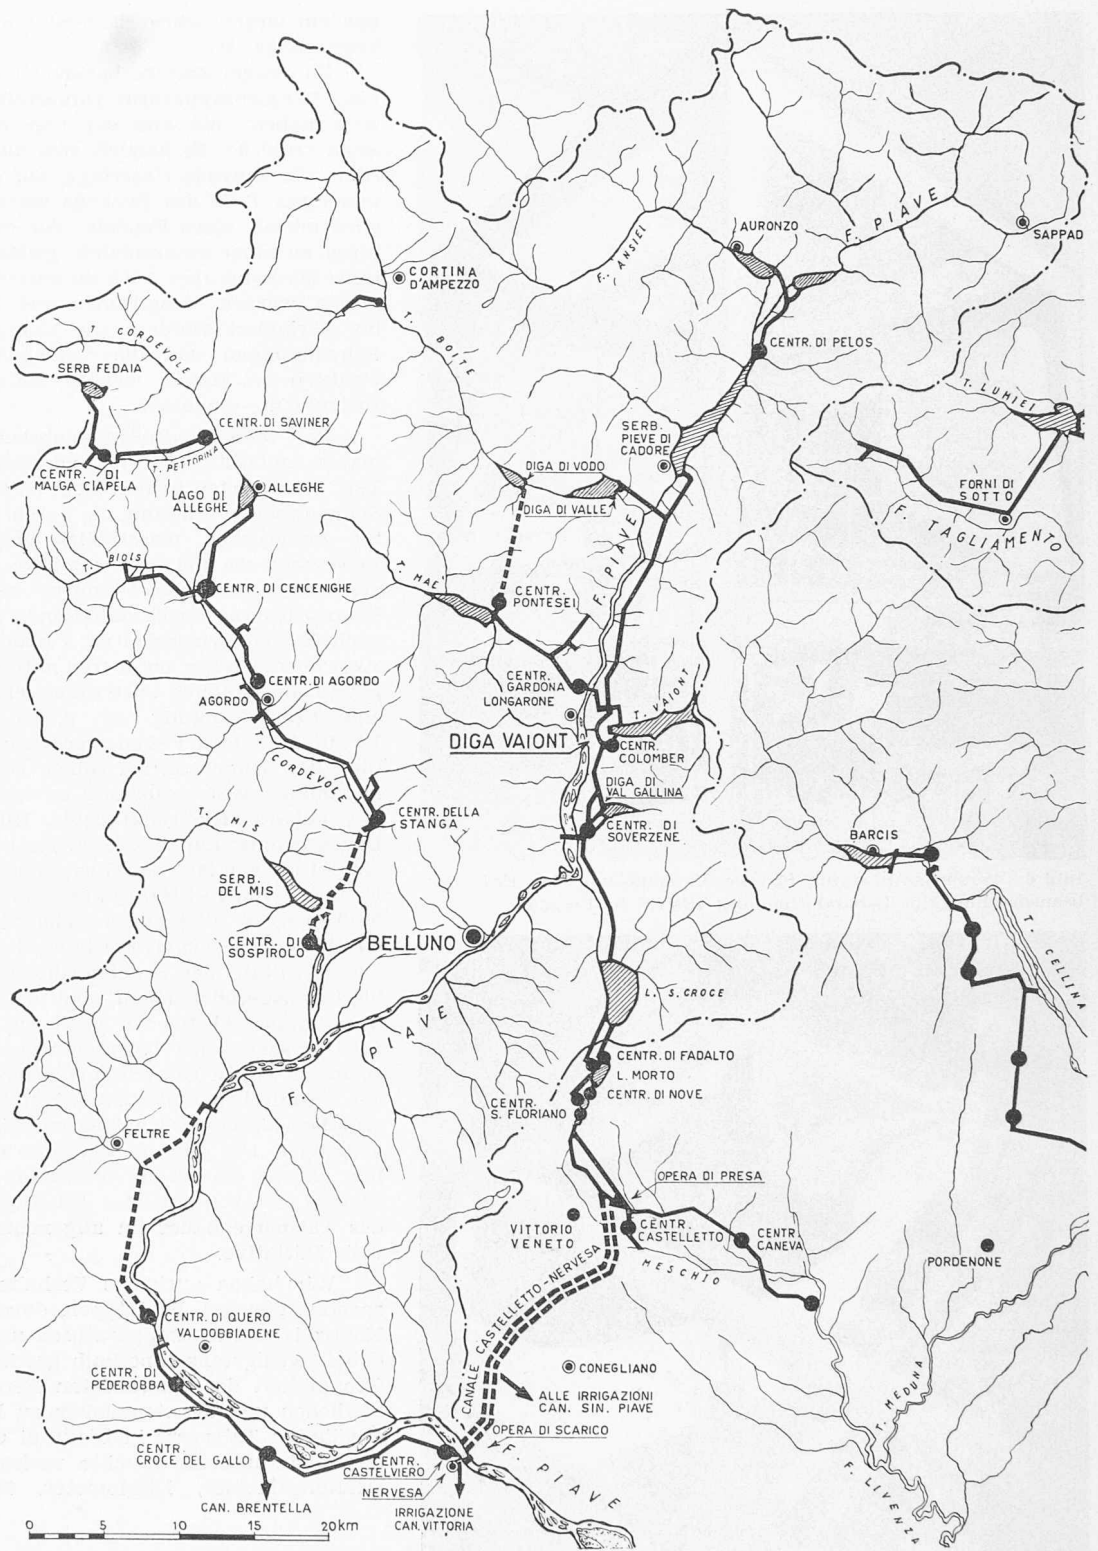 AURONZO
F. PIAVE
SAPPAD
F. ANSIEI
CORTINA
D'AMPEZZO
T. BOITE
T. CORDEVOLE
SERB FEDAIA
CENTR. DI PELOS
T. LUMIEI
CENTR. DI SAVINER
T. PETTORINA
CENTR. DI
MALGA CIAPELA
SERB.
PIEVE DI
CADORE
LAGO DI
ALLEGHE
ALLEGHE
DIGA DI VODO
DIGA DI VALLE
FORNI DI
SOTTO
F. TAGLIAMENTO
T. BIOIS
F. PIAVE
T. MAE'
CENTR. DI CENCENIGHE
CENTR.
PONTESEI
CENTR. DI AGORDO
AGORDO
CENTR.
GARDONA
LONGARONE
T. VAIONT
DIGA VAIONT
CENTR.
COLOMBER
T. CORDEVOLE
DIGA DI
VAL GALLINA
CENTR. DELLA
STANGA
CENTR. DI
SOVERZENE
T. MIS
BARCIS
SERB.
DEL MIS
CENTR. DI
SOSPIROLO
BELLUNO
T. CELLINA
L. S. CROCE
F. PIAVE
CENTR. DI FADALTO
L. MORTO
CENTR. DI NOVE
CENTR.
S. FLORIANO
FELTRE
OPERA DI PRESA
VITTORIO
VENETO
CENTR.
CASTELLETTO
CENTR.
CANEVA
MESCHIO
PORDENONE
CANALE CASTELLETTO-NERVESA
CENTR. DI QUERO
VALDOBBIADENE
CENTR. DI
PEDEROBBA
CONEGLIANO
ALLE IRRIGAZIONI
CAN. SIN. PIAVE
T. MEDUNA
OPERA DI SCARICO
CENTR.
CROCE DEL GALLO
CENTR.
CASTELVIERO
NERVESA
F. PIAVE
F. LIVENZA
CAN. BRENTELLA
IRRIGAZIONE
CAN. VITTORIA
0 5 10 15 20 km